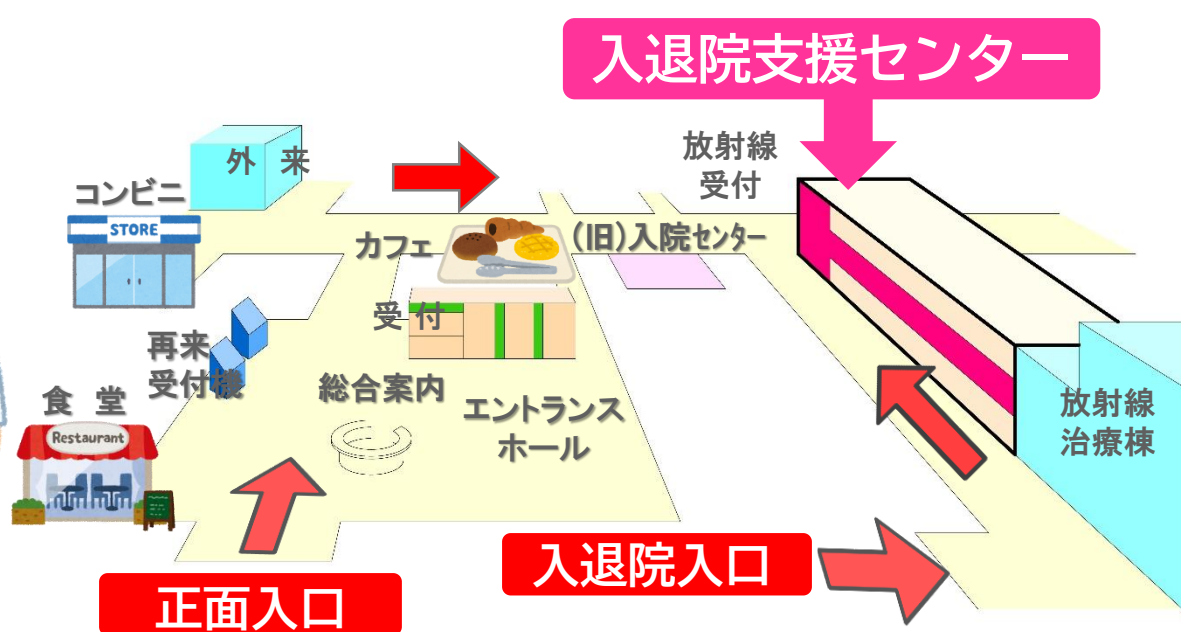 入退院支援センター
外 来
放射線
受付
コンビニ
STORE
カフェ
(旧)入院センター
受 付
再来
受付機
食 堂
Restaurant
総合案内
エントランス
ホール
放射線
治療棟
入退院入口
正面入口